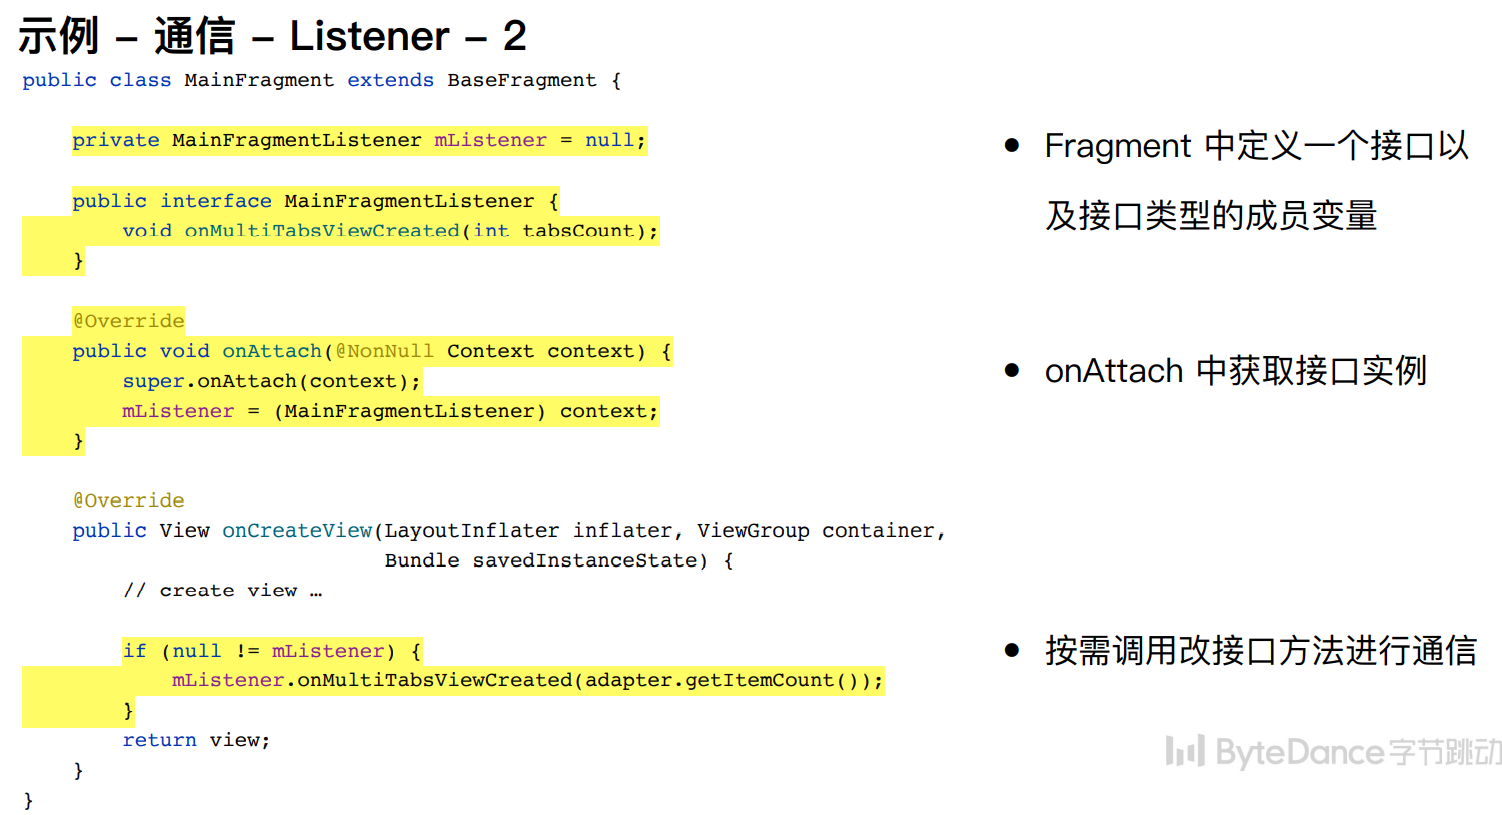 示例 – 通信 – Listener – 2
public class MainFragment extends BaseFragment {
private MainFragmentListener mListener = null;
public interface MainFragmentListener {
void onMultiTabsViewCreated(int tabsCount);
}
@Override
public void onAttach(@NonNull Context context) {
super.onAttach(context);
mListener = (MainFragmentListener) context;
}
@Override
public View onCreateView(LayoutInflater inflater, ViewGroup container,
Bundle savedInstanceState) {
// create view …
if (null != mListener) {
mListener.onMultiTabsViewCreated(adapter.getItemCount());
}
return view;
}
}
• Fragment 中定义一个接口以
及接口类型的成员变量
• onAttach 中获取接口实例
• 按需调用改接口方法进行通信
ByteDance字节跳动